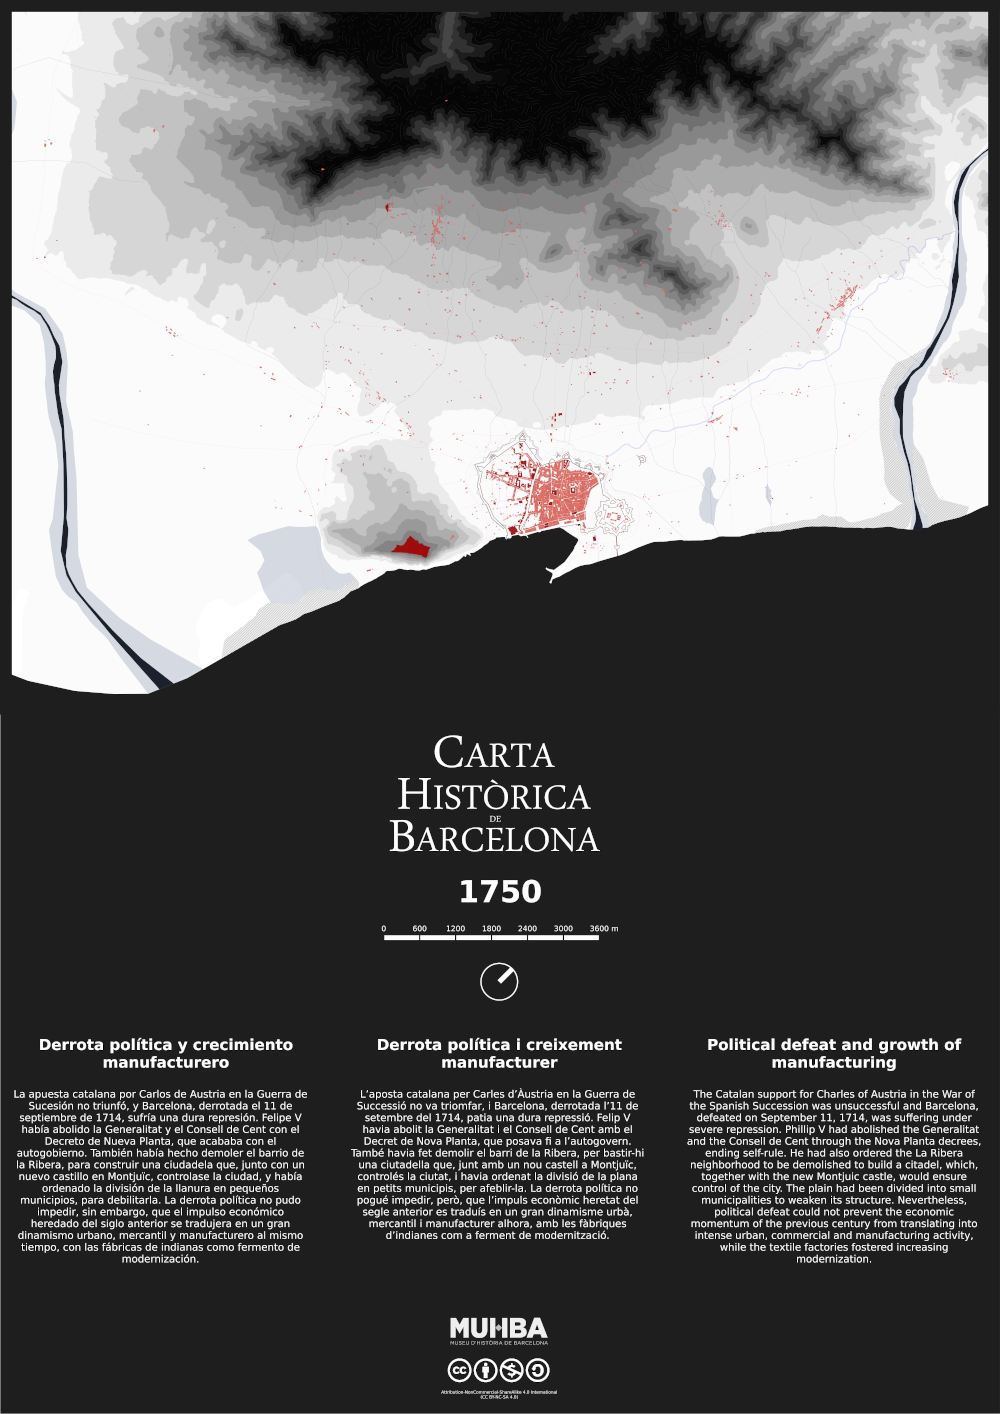 CARTA
HISTÒRICA
DE
BARCELONA
1750
0 600 1200 1800 2400 3000 3600 m
Derrota política y crecimiento
manufacturero
La apuesta catalana por Carlos de Austria en la Guerra de
Sucesión no triunfó, y Barcelona, derrotada el 11 de
septiembre de 1714, sufría una dura represión. Felipe V
había abolido la Generalitat y el Consell de Cent con el
Decreto de Nueva Planta, que acababa con el
autogobierno. También había hecho demoler el barrio de
la Ribera, para construir una ciudadela que, junto con un
nuevo castillo en Montjuïc, controlase la ciudad, y había
ordenado la división de la llanura en pequeños
municipios, para debilitarla. La derrota política no pudo
impedir, sin embargo, que el impulso económico
heredado del siglo anterior se tradujera en un gran
dinamismo urbano, mercantil y manufacturero al mismo
tiempo, con las fábricas de indianas como fermento de
modernización.
Derrota política i creixement
manufacturer
L'aposta catalana per Carles d'Àustria en la Guerra de
Successió no va triomfar, i Barcelona, derrotada l'11 de
setembre del 1714, patia una dura repressió. Felip V
havia abolit la Generalitat i el Consell de Cent amb el
Decret de Nova Planta, que posava fi a l'autogovern.
També havia fet demolir el barri de la Ribera, per bastir-hi
una ciutadella que, junt amb un nou castell a Montjuïc,
controlés la ciutat, i havia ordenat la divisió de la plana
en petits municipis, per afeblir-la. La derrota política no
pogué impedir, però, que l'impuls econòmic heretat del
segle anterior es traduís en un gran dinamisme urbà,
mercantil i manufacturer alhora, amb les fàbriques
d'indianes com a ferment de modernització.
Political defeat and growth of
manufacturing
The Catalan support for Charles of Austria in the War of
the Spanish Succession was unsuccessful and Barcelona,
defeated on September 11, 1714, was suffering under
severe repression. Phillip V had abolished the Generalitat
and the Consell de Cent through the Nova Planta decrees,
ending self-rule. He had also ordered the La Ribera
neighborhood to be demolished to build a citadel, which,
together with the new Montjuic castle, would ensure
control of the city. The plain had been divided into small
municipalities to weaken its structure. Nevertheless,
political defeat could not prevent the economic
momentum of the previous century from translating into
intense urban, commercial and manufacturing activity,
while the textile factories fostered increasing
modernization.
MUHBA
MUSEU D'HISTÒRIA DE BARCELONA
cc
Attribution-NonCommercial-ShareAlike 4.0 International
(CC BY-NC-SA 4.0)